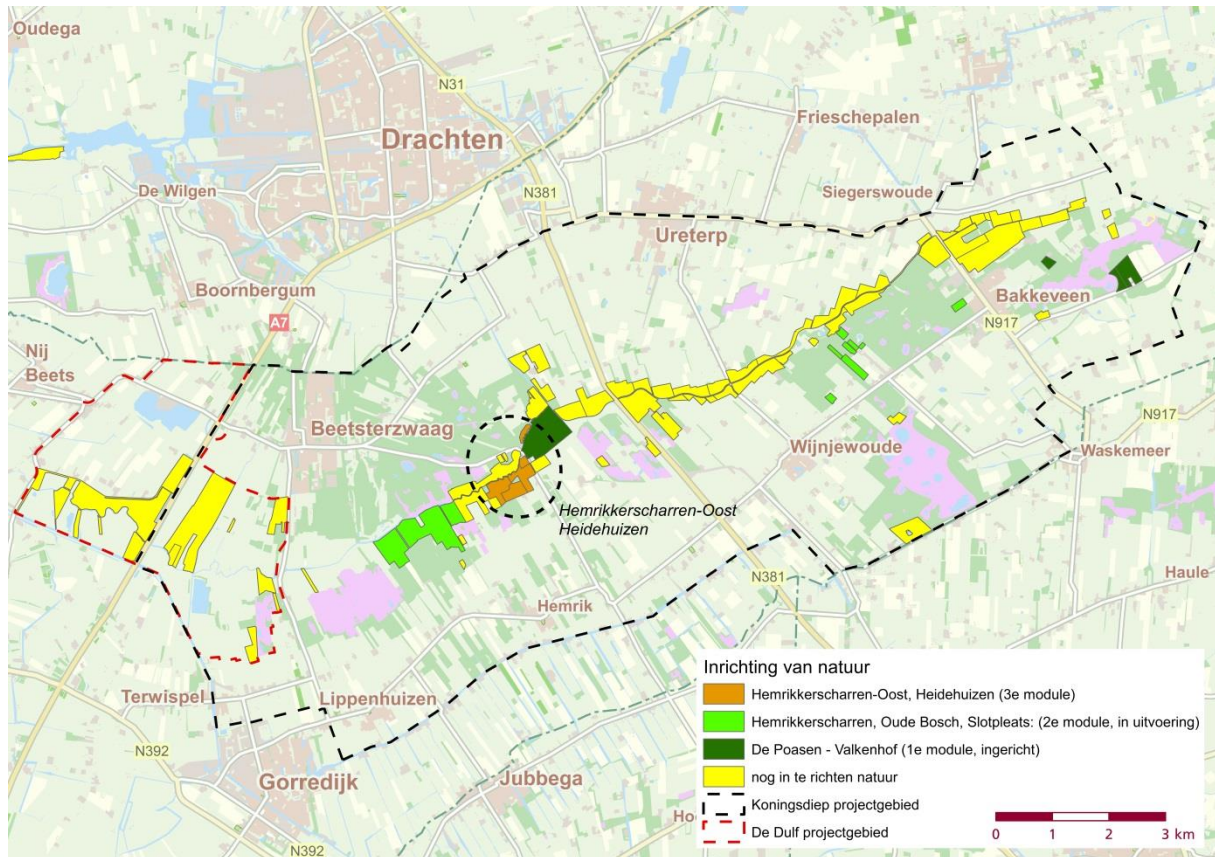 Oudega
N31
Drachten
Frieschepalen
De Wilgen
N381
Siegerswoude
Ureterp
Boornbergum
Bakkeveen
A7
N917
Nij
Beets
Beetsterzwaag
N917
Wijnjewoude
Waskemeer
Hemrikkerscharren-Oost
Heidehuizen
N381
Haule
Hemrik
Terwispel
Lippenhuizen
N392
Gorredijk
Jubbega
Ho
N392
Inrichting van natuur
Hemrikkerscharren-Oost, Heidehuizen (3e module)
Hemrikkerscharren, Oude Bosch, Slotpleats: (2e module, in uitvoering)
De Poasen - Valkenhof (1e module, ingericht)
nog in te richten natuur
Koningsdiep projectgebied
De Dulf projectgebied
0 1 2 3 km